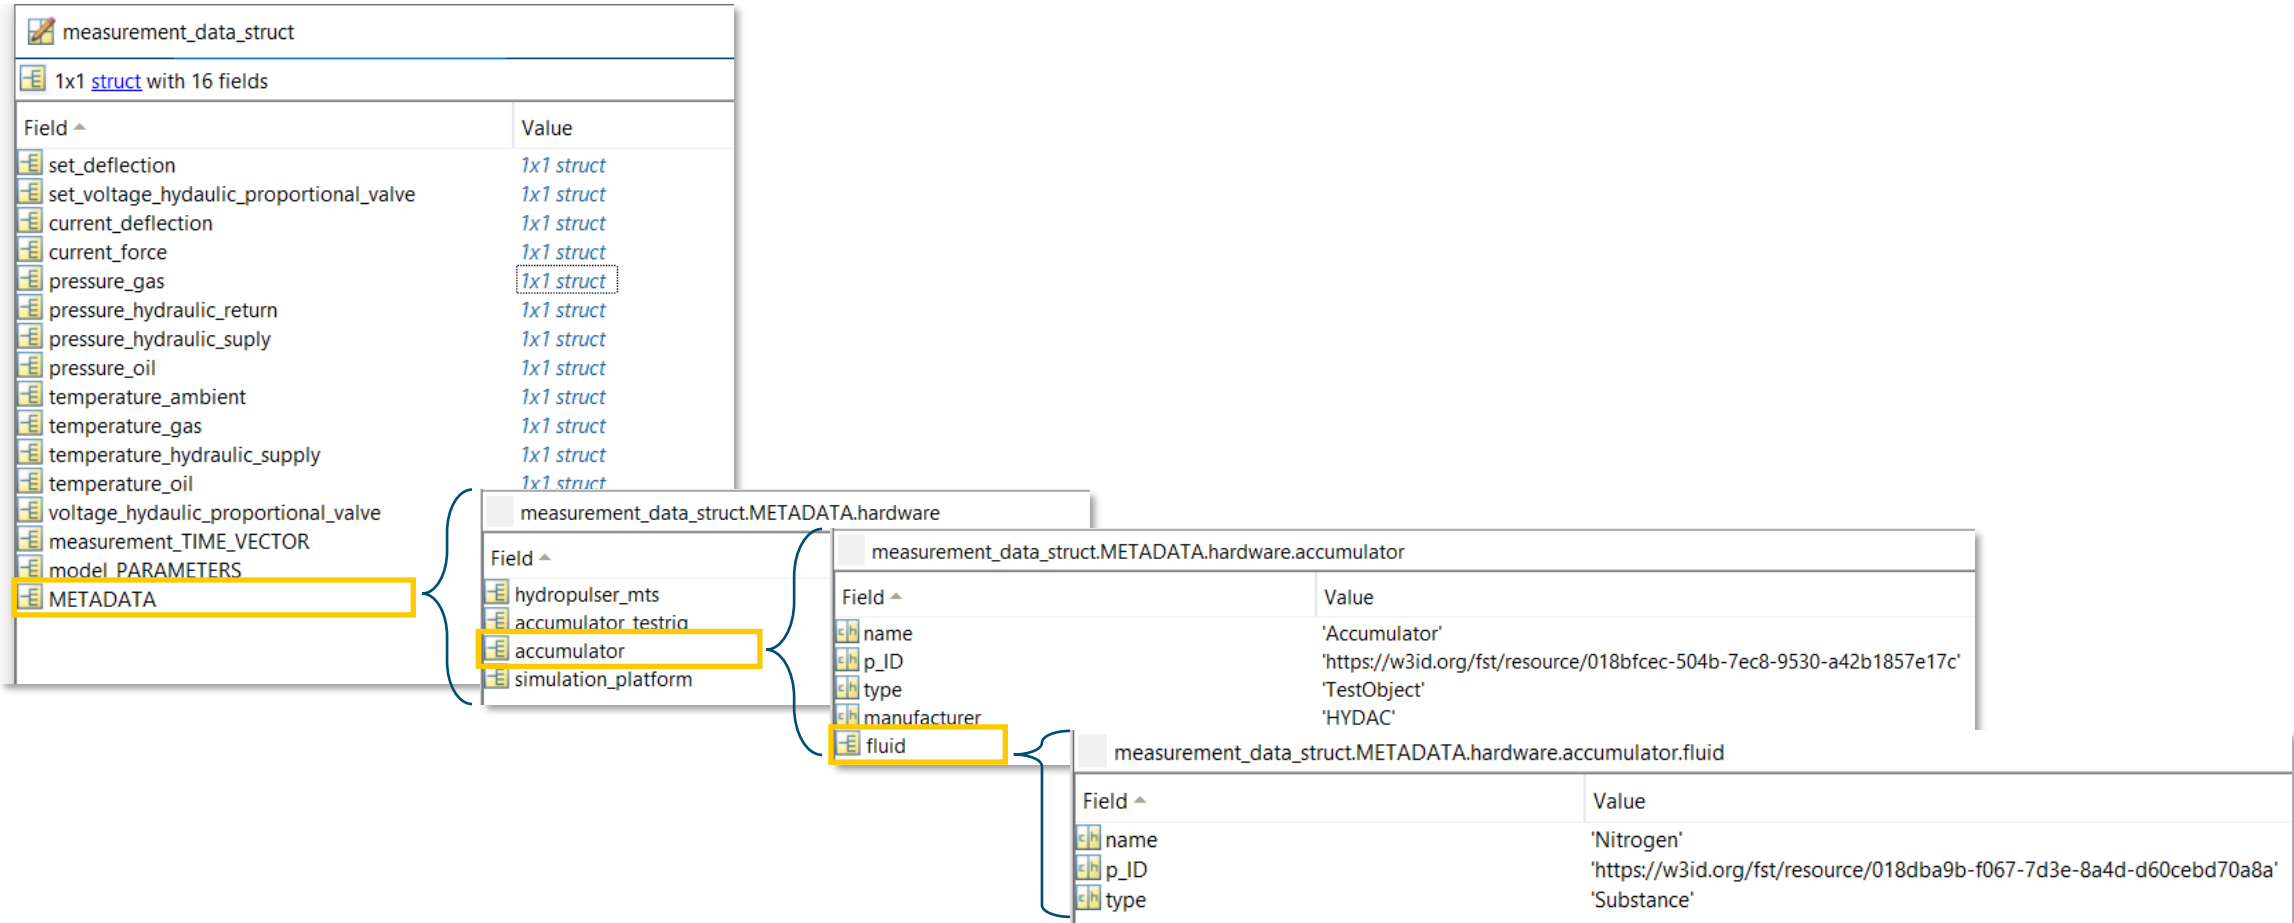 measurement_data_struct
1x1 struct with 16 fields
Field Value
set_deflection 1x1 struct
set_voltage_hydaulic_proportional_valve 1x1 struct
current_deflection 1x1 struct
current_force 1x1 struct
pressure_gas 1x1 struct
pressure_hydraulic_return 1x1 struct
pressure_hydraulic_suply 1x1 struct
pressure_oil 1x1 struct
temperature_ambient 1x1 struct
temperature_gas 1x1 struct
temperature_hydraulic_supply 1x1 struct
temperature_oil 1x1 struct
voltage_hydaulic_proportional_valve
measurement_TIME_VECTOR
model_PARAMETERS
METADATA
measurement_data_struct.METADATA.hardware
Field
hydropulser_mts
accumulator_testrig
accumulator
simulation_platform
measurement_data_struct.METADATA.hardware.accumulator
Field Value
name 'Accumulator'
p_ID 'https://w3id.org/fst/resource/018bfcec-504b-7ec8-9530-a42b1857e17c'
type 'TestObject'
manufacturer 'HYDAC'
fluid
measurement_data_struct.METADATA.hardware.accumulator.fluid
Field Value
name 'Nitrogen'
p_ID 'https://w3id.org/fst/resource/018dba9b-f067-7d3e-8a4d-d60cebd70a8a'
type 'Substance'